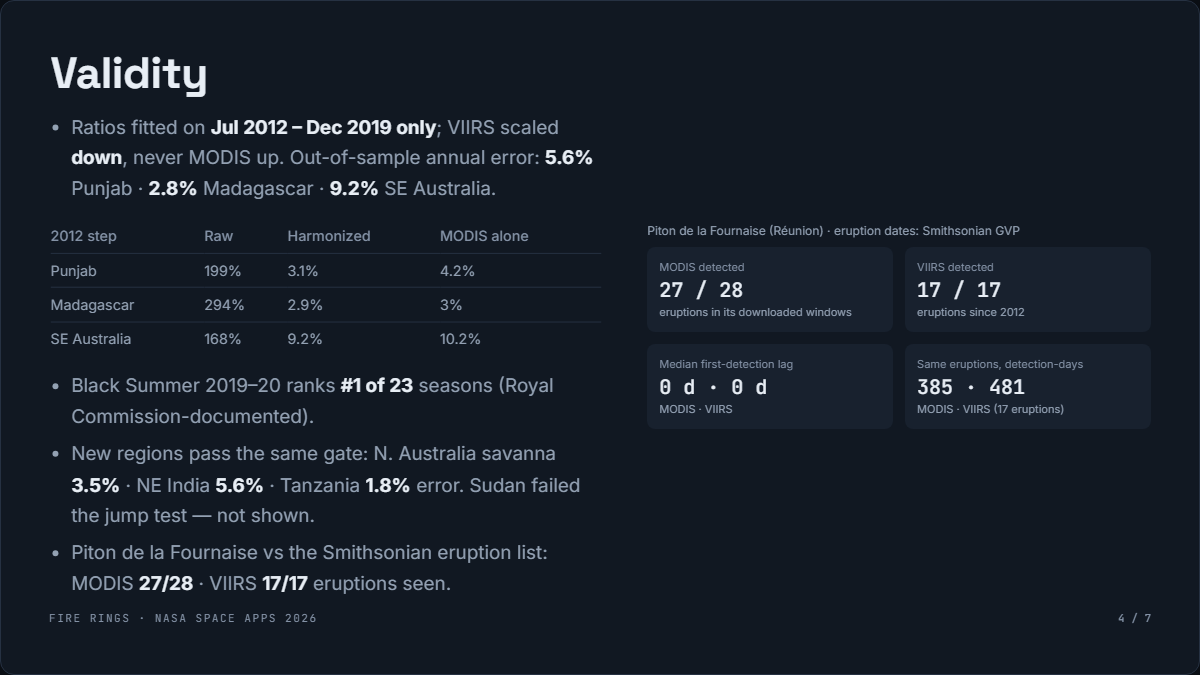 Validity
• Ratios fitted on Jul 2012 – Dec 2019 only; VIIRS scaled
down, never MODIS up. Out-of-sample annual error: 5.6%
Punjab · 2.8% Madagascar · 9.2% SE Australia.
2012 step Raw Harmonized MODIS alone
Punjab 199% 3.1% 4.2%
Madagascar 294% 2.9% 3%
SE Australia 168% 9.2% 10.2%
• Black Summer 2019–20 ranks #1 of 23 seasons (Royal
Commission-documented).
• New regions pass the same gate: N. Australia savanna
3.5% · NE India 5.6% · Tanzania 1.8% error. Sudan failed
the jump test — not shown.
• Piton de la Fournaise vs the Smithsonian eruption list:
MODIS 27/28 · VIIRS 17/17 eruptions seen.
Piton de la Fournaise (Réunion) · eruption dates: Smithsonian GVP
MODIS detected
27 / 28
eruptions in its downloaded windows
VIIRS detected
17 / 17
eruptions since 2012
Median first-detection lag
0 d · 0 d
MODIS · VIIRS
Same eruptions, detection-days
385 · 481
MODIS · VIIRS (17 eruptions)
FIRE RINGS · NASA SPACE APPS 2026
4 / 7